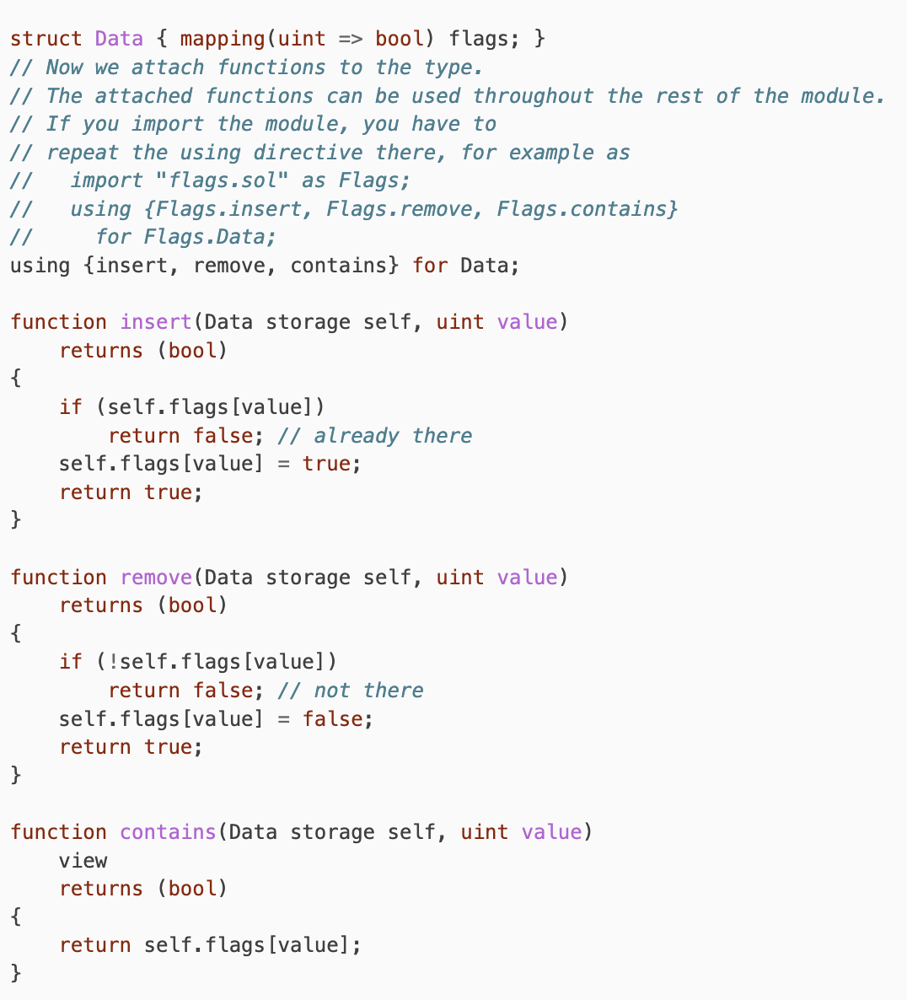 struct Data { mapping(uint => bool) flags; }
// Now we attach functions to the type.
// The attached functions can be used throughout the rest of the module.
// If you import the module, you have to
// repeat the using directive there, for example as
//   import "flags.sol" as Flags;
//   using {Flags.insert, Flags.remove, Flags.contains}
//     for Flags.Data;
using {insert, remove, contains} for Data;

function insert(Data storage self, uint value)
    returns (bool)
{
    if (self.flags[value])
        return false; // already there
    self.flags[value] = true;
    return true;
}

function remove(Data storage self, uint value)
    returns (bool)
{
    if (!self.flags[value])
        return false; // not there
    self.flags[value] = false;
    return true;
}

function contains(Data storage self, uint value)
    view
    returns (bool)
{
    return self.flags[value];
}